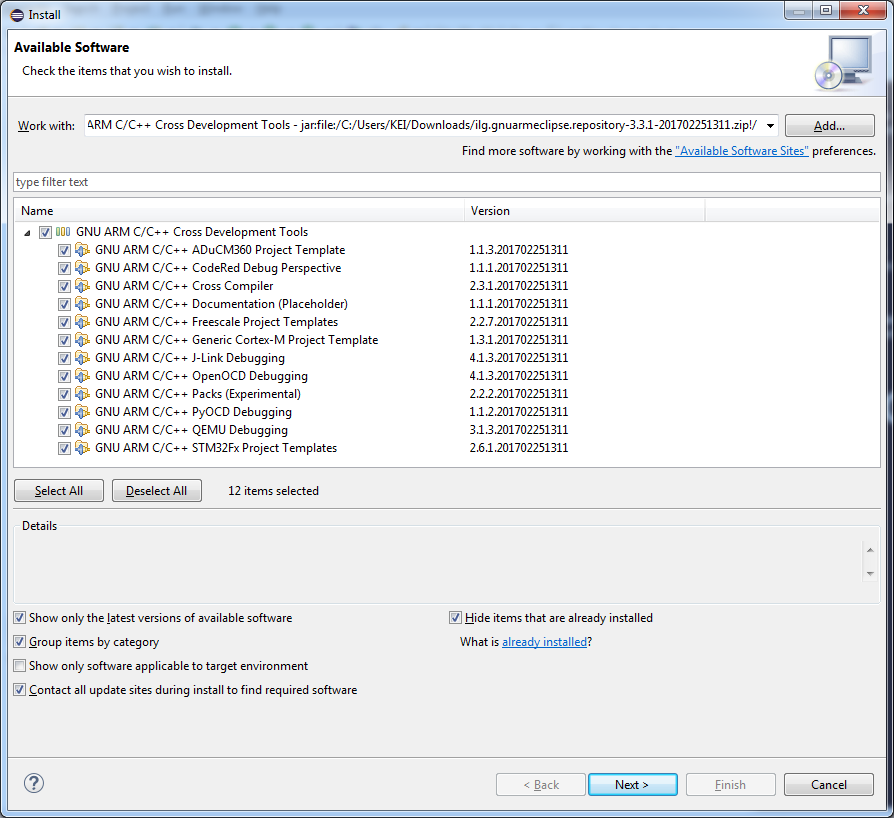 Install
Available Software
Check the items that you wish to install.
Work with: ARM C/C++ Cross Development Tools - jar:file:/C:/Users/KEI/Downloads/ilg.gnuarmeclipse.repository-3.3.1-201702251311.zip!/ Add...
Find more software by working with the "Available Software Sites" preferences.
type filter text
Name Version
GNU ARM C/C++ Cross Development Tools
GNU ARM C/C++ ADuCM360 Project Template 1.1.3.201702251311
GNU ARM C/C++ CodeRed Debug Perspective 1.1.1.201702251311
GNU ARM C/C++ Cross Compiler 2.3.1.201702251311
GNU ARM C/C++ Documentation (Placeholder) 1.1.1.201702251311
GNU ARM C/C++ Freescale Project Templates 2.2.7.201702251311
GNU ARM C/C++ Generic Cortex-M Project Template 1.3.1.201702251311
GNU ARM C/C++ J-Link Debugging 4.1.3.201702251311
GNU ARM C/C++ OpenOCD Debugging 4.1.3.201702251311
GNU ARM C/C++ Packs (Experimental) 2.2.2.201702251311
GNU ARM C/C++ PyOCD Debugging 1.1.2.201702251311
GNU ARM C/C++ QEMU Debugging 3.1.3.201702251311
GNU ARM C/C++ STM32Fx Project Templates 2.6.1.201702251311
Select All Deselect All 12 items selected
Details
Show only the latest versions of available software Hide items that are already installed
Group items by category What is already installed?
Show only software applicable to target environment
Contact all update sites during install to find required software
? < Back Next > Finish Cancel